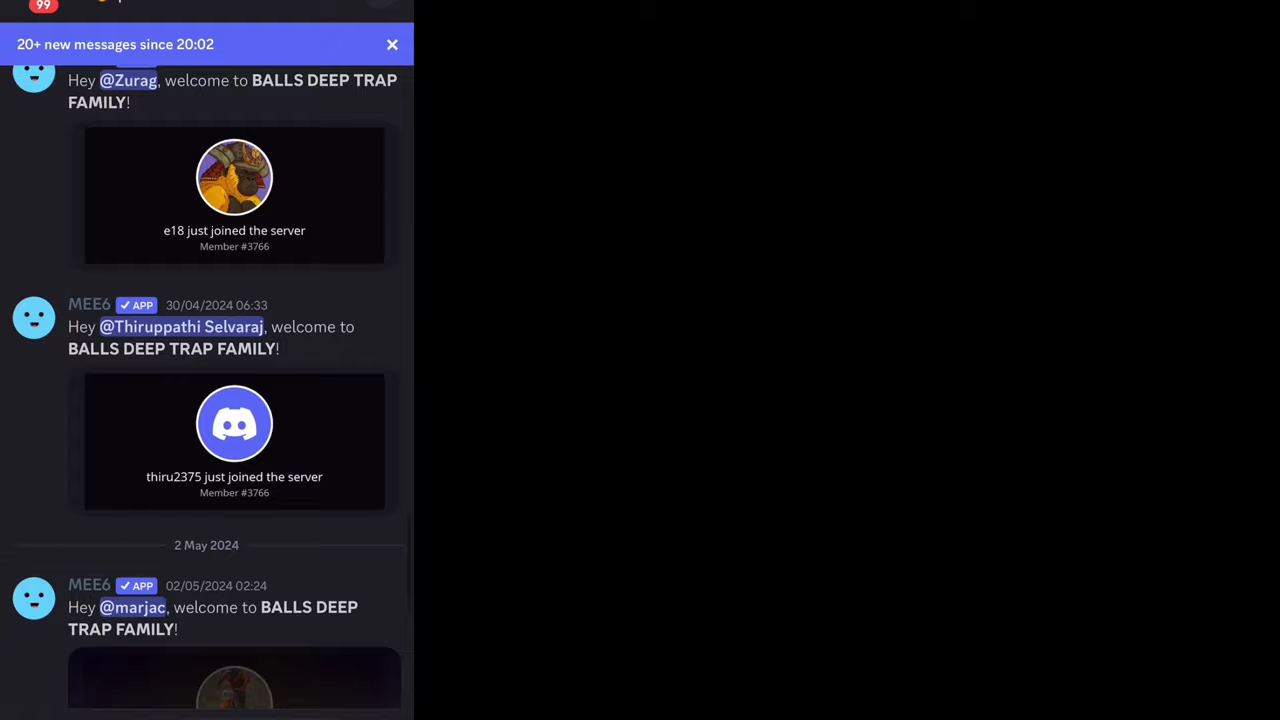 99
20+ new messages since 20:02
Hey @Zurag, welcome to BALLS DEEP TRAP
FAMILY!
e18 just joined the server
Member #3766
MEE6 ✓ APP 30/04/2024 06:33
Hey @Thiruppathi Selvaraj, welcome to
BALLS DEEP TRAP FAMILY!
thiru2375 just joined the server
Member #3766
2 May 2024
MEE6 ✓ APP 02/05/2024 02:24
Hey @marjac, welcome to BALLS DEEP
TRAP FAMILY!